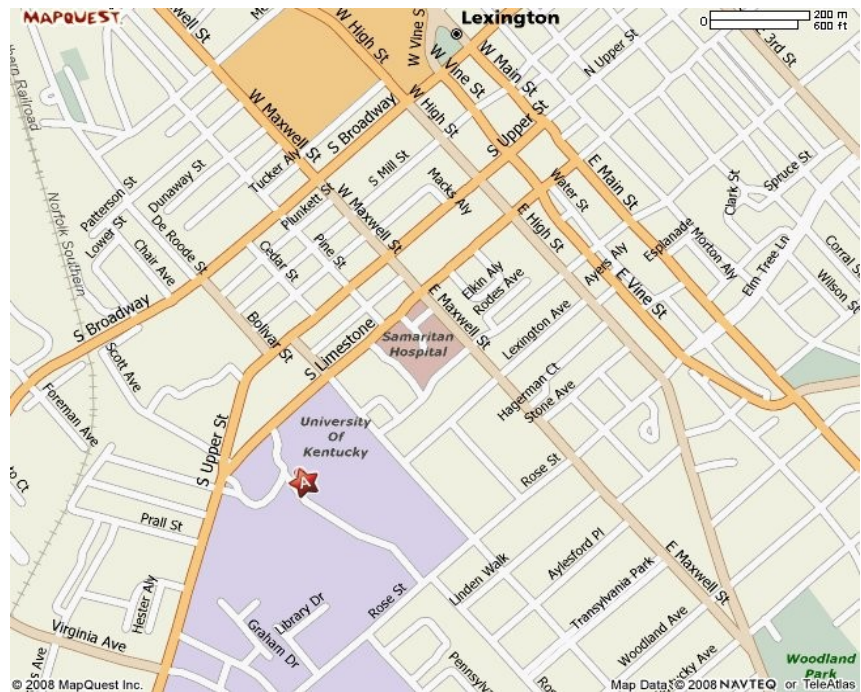 MAPQUEST
Lexington
0
200 m
600 ft
W Vine St
W High St
E 3rd St
N Upper St
W Main St
W Vine St
W High St
S Upper St
W Maxwell St
S Broadway
Tucker Aly
S Mill St
Macks Aly
E Main St
Water St
Clark St
Spruce St
Norfolk Southern
Patterson St
Dunaway St
Plunkett St
W Maxwell St
Lower St
De Roode St
Chair Ave
Cedar St
Pine St
E High St
Elkin Aly
Rodes Ave
Ayers Aly
Esplanade
Morton Aly
Elm Tree Ln
Corral St
Wilson St
E Vine St
S Broadway
Bolivar St
S Limestone
E Maxwell St
Lexington Ave
Samaritan
Hospital
Scott Ave
Foreman Ave
Hagerman Ct
Stone Ave
University
Of
Kentucky
S Upper St
A
Rose St
Prall St
Hester Aly
Virginia Ave
Library Dr
Graham Dr
Rose St
Linden Walk
Aylesford Pl
Transylvania Park
E Maxwell St
Woodland Ave
Woodland
Park
© 2008 MapQuest Inc.
Map Data © 2008 NAVTEQ or TeleAtlas